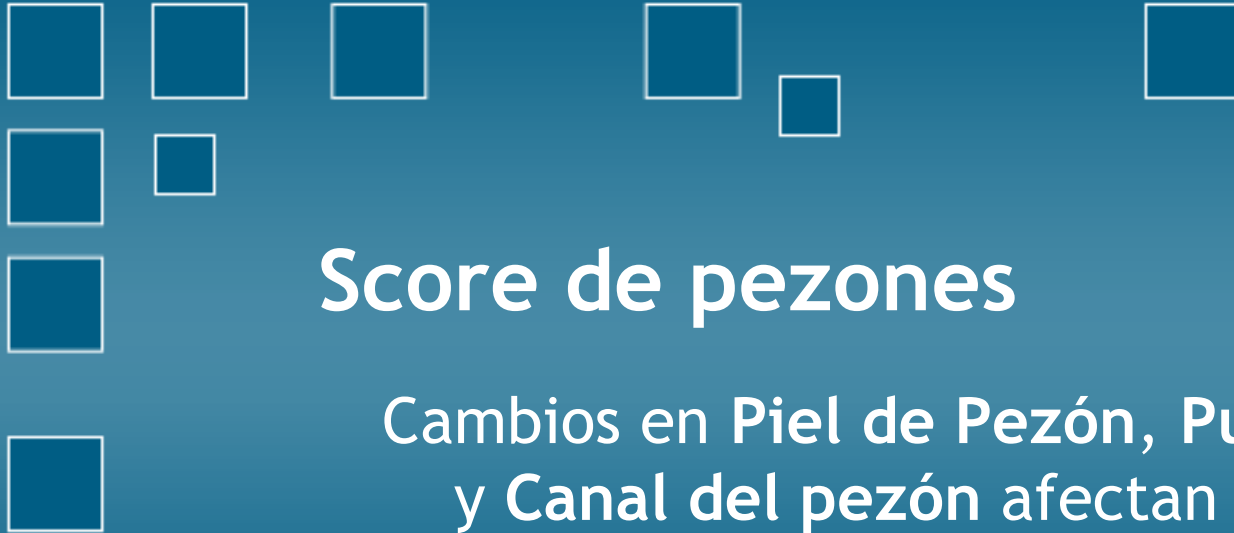 Score de pezones
Cambios en Piel de Pezón,
y Canal del pezón afectan